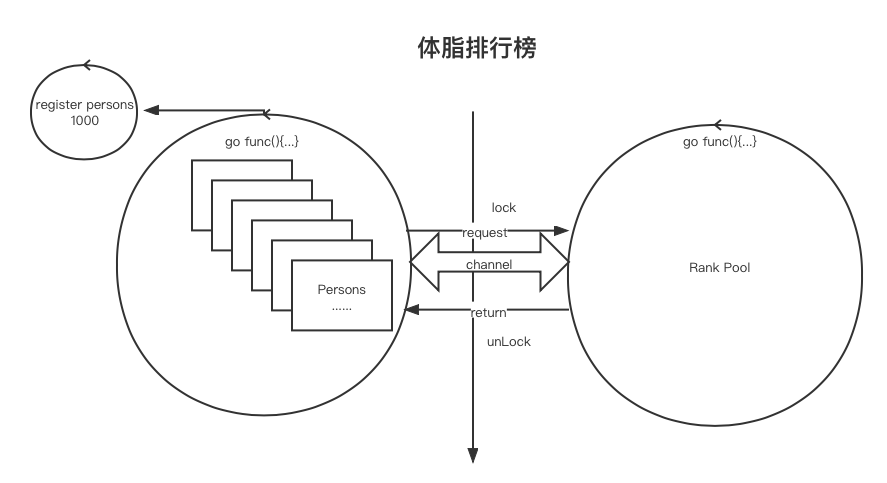 体脂排行榜
register persons
1000
go func(){...}
go func(){...}
lock
request
channel
Rank Pool
Persons
......
return
unLock